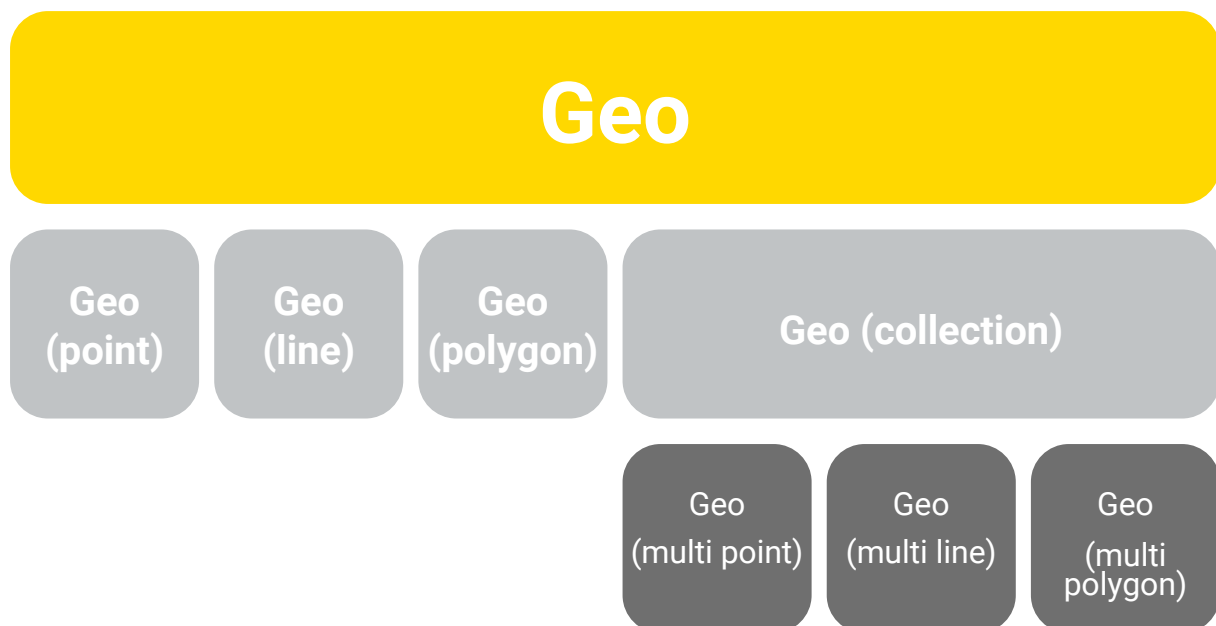 Geo
Geo
(point)
Geo
(line)
Geo
(polygon)
Geo (collection)
Geo
(multi point)
Geo
(multi line)
Geo
(multi
polygon)